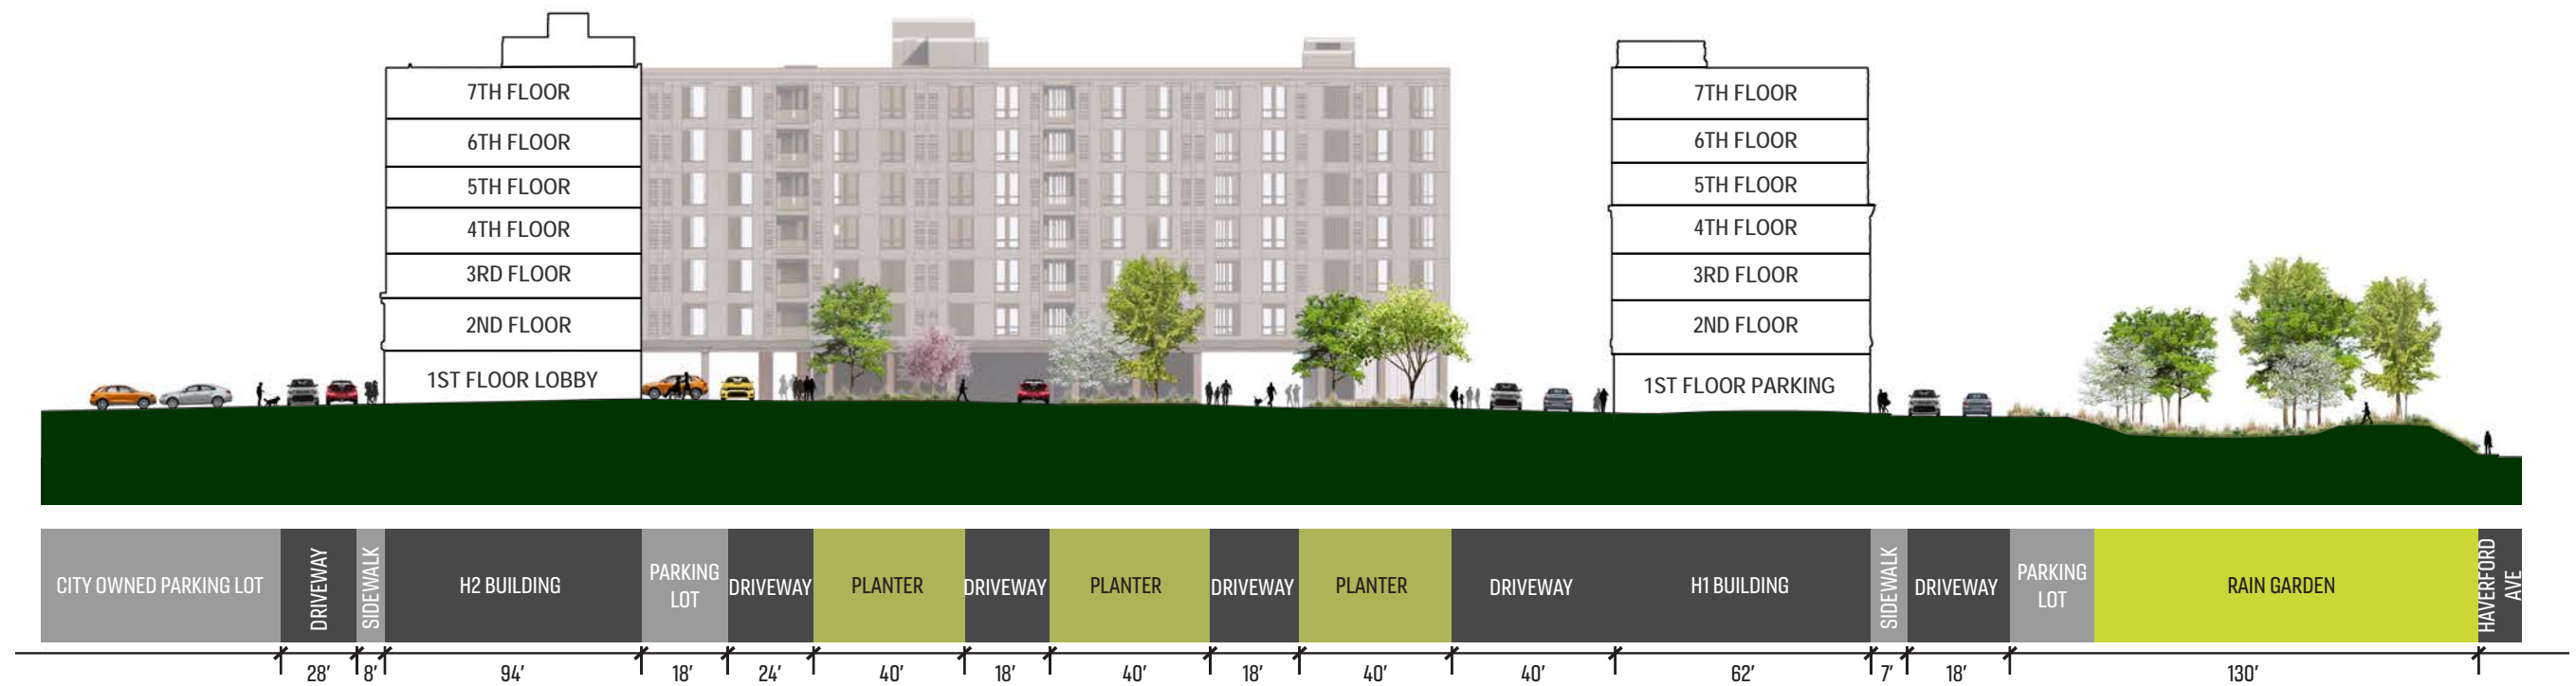 7TH FLOOR
6TH FLOOR
5TH FLOOR
4TH FLOOR
3RD FLOOR
2ND FLOOR
1ST FLOOR LOBBY
7TH FLOOR
6TH FLOOR
5TH FLOOR
4TH FLOOR
3RD FLOOR
2ND FLOOR
1ST FLOOR PARKING
CITY OWNED PARKING LOT
DRIVEWAY
SIDEWALK
H2 BUILDING
PARKING
LOT
DRIVEWAY
PLANTER
DRIVEWAY
PLANTER
DRIVEWAY
PLANTER
DRIVEWAY
H1 BUILDING
SIDEWALK
DRIVEWAY
PARKING
LOT
RAIN GARDEN
HAVERFORD
AVE
28' 8' 94' 18' 24' 40' 18' 40' 18' 40' 40' 62' 7' 18' 130'